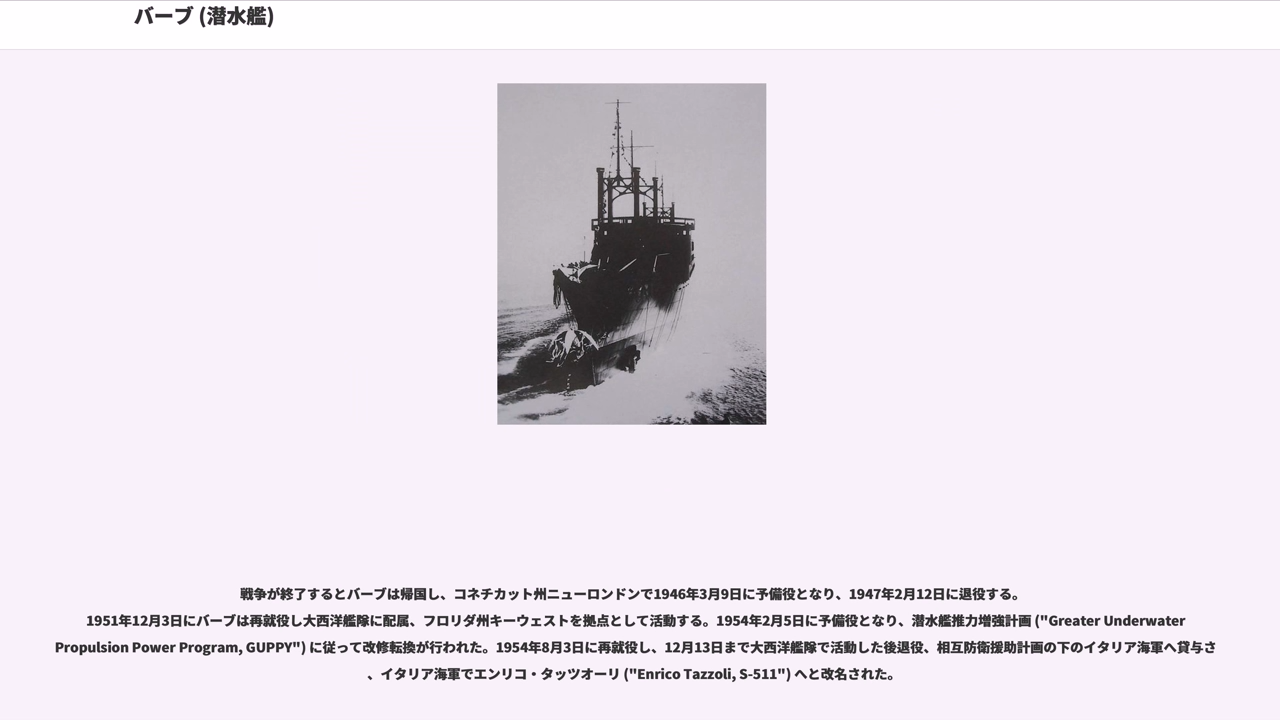 バーブ (潜水艦)
戦争が終了するとバーブは帰国し、コネチカット州ニューロンドンで1946年3月9日に予備役となり、1947年2月12日に退役する。
1951年12月3日にバーブは再就役し大西洋艦隊に配属、フロリダ州キーウェストを拠点として活動する。1954年2月5日に予備役となり、潜水艦推力増強計画 ("Greater Underwater
Propulsion Power Program, GUPPY") に従って改修転換が行われた。1954年8月3日に再就役し、12月13日まで大西洋艦隊で活動した後退役、相互防衛援助計画の下のイタリア海軍へ貸与さ
、イタリア海軍でエンリコ・タッツオーリ ("Enrico Tazzoli, S-511") へと改名された。